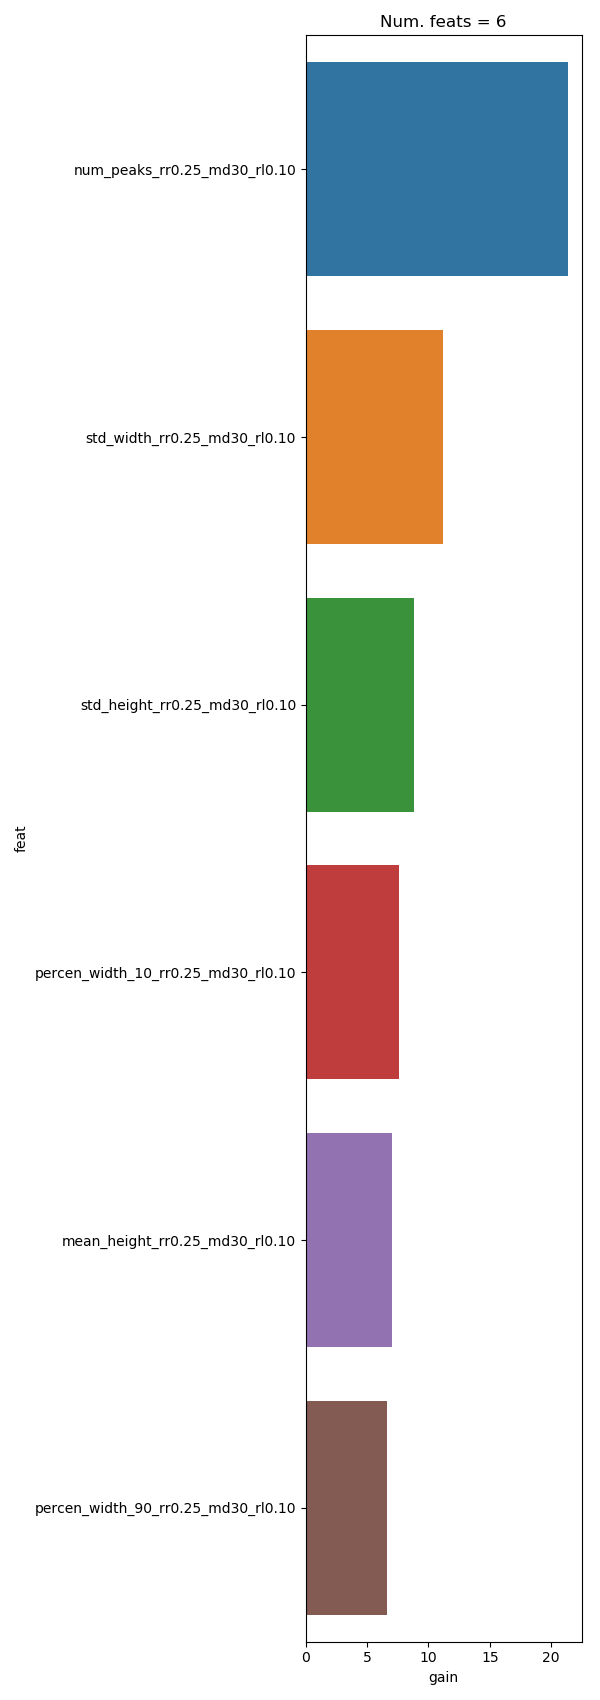 Num. feats = 6
num_peaks_rr0.25_md30_rl0.10
std_width_rr0.25_md30_rl0.10
std_height_rr0.25_md30_rl0.10
feat
percen_width_10_rr0.25_md30_rl0.10
mean_height_rr0.25_md30_rl0.10
percen_width_90_rr0.25_md30_rl0.10
0 5 10 15 20
gain